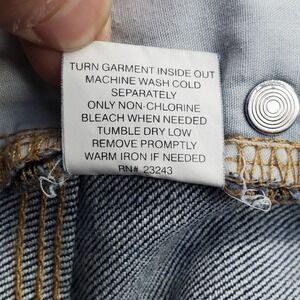 TURN GARMENT INSIDE OUT
MACHINE WASH COLD
SEPARATELY
ONLY NON-CHLORINE
BLEACH WHEN NEEDED
TUMBLE DRY LOW
REMOVE PROMPTLY
WARM IRON IF NEEDED
RN# 23243